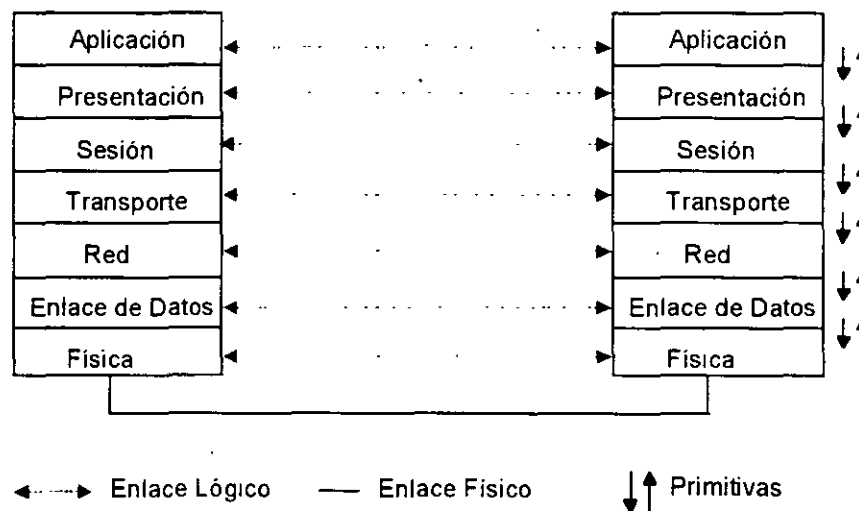 Aplicación Aplicación
Presentación Presentación
Sesión Sesión
Transporte Transporte
Red Red
Enlace de Datos Enlace de Datos
Física Física
Enlace Lógico Enlace Físico Primitivas